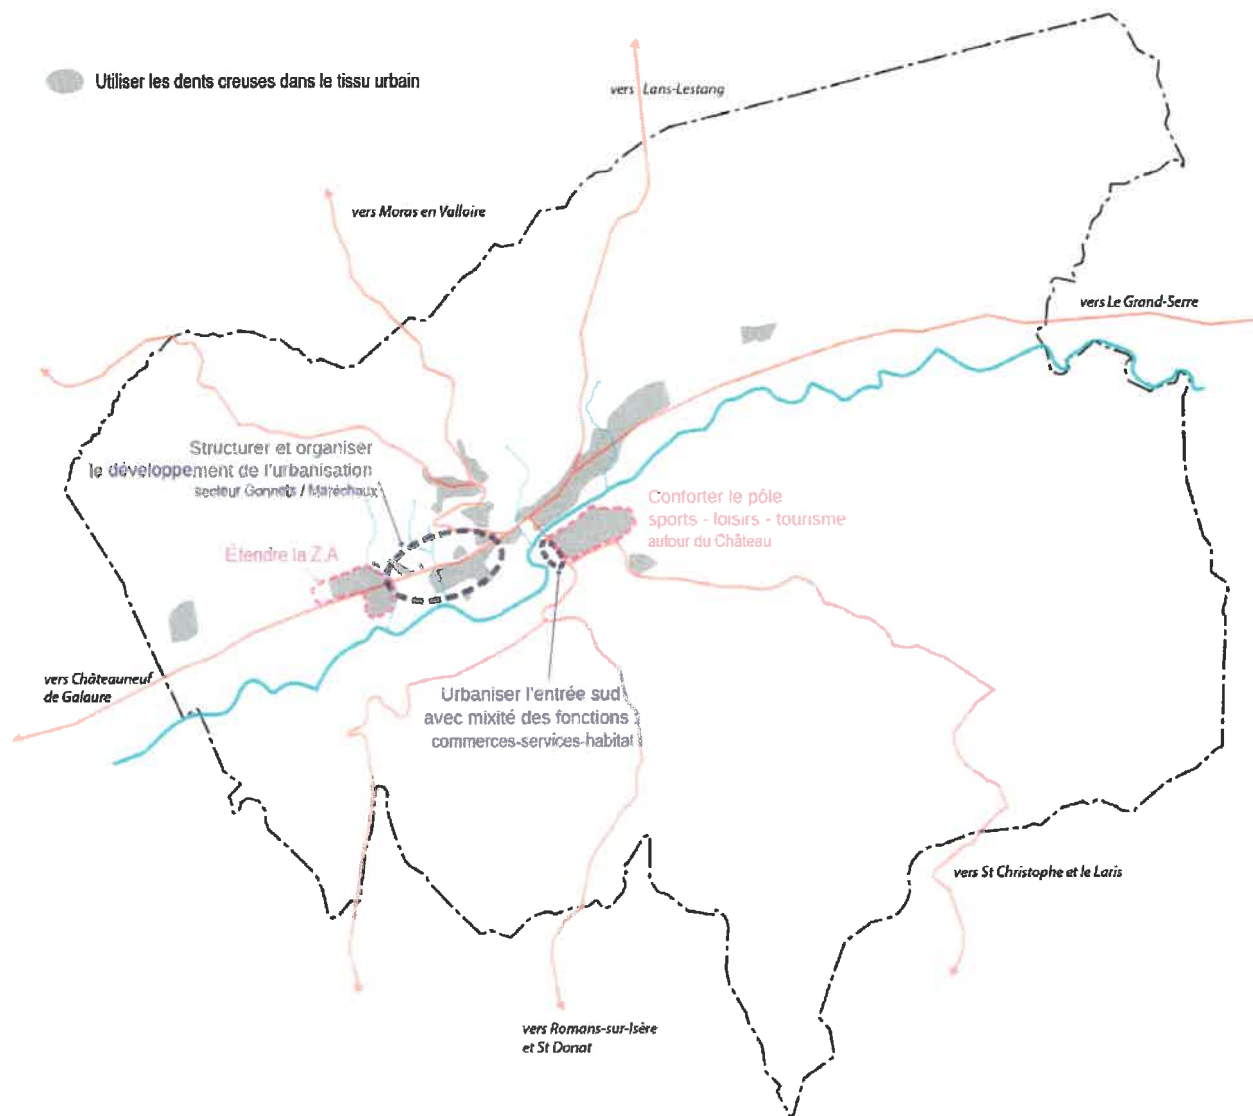 Utiliser les dents creuses dans le tissu urbain
vers Lans-Lestang
vers Moras en Valloire
vers Le Grand-Serre
Structurer et organiser
le développement de l'urbanisation
secteur Gonnets / Maréchaux
Conforter le pôle
sports - loisirs - tourisme
autour du Château
Étendre la Z.A
vers Châteauneuf
de Galaure
Urbaniser l'entrée sud
avec mixité des fonctions :
commerces-services-habitat
vers St Christophe et le Laris
vers Romans-sur-Isère
et St Donat